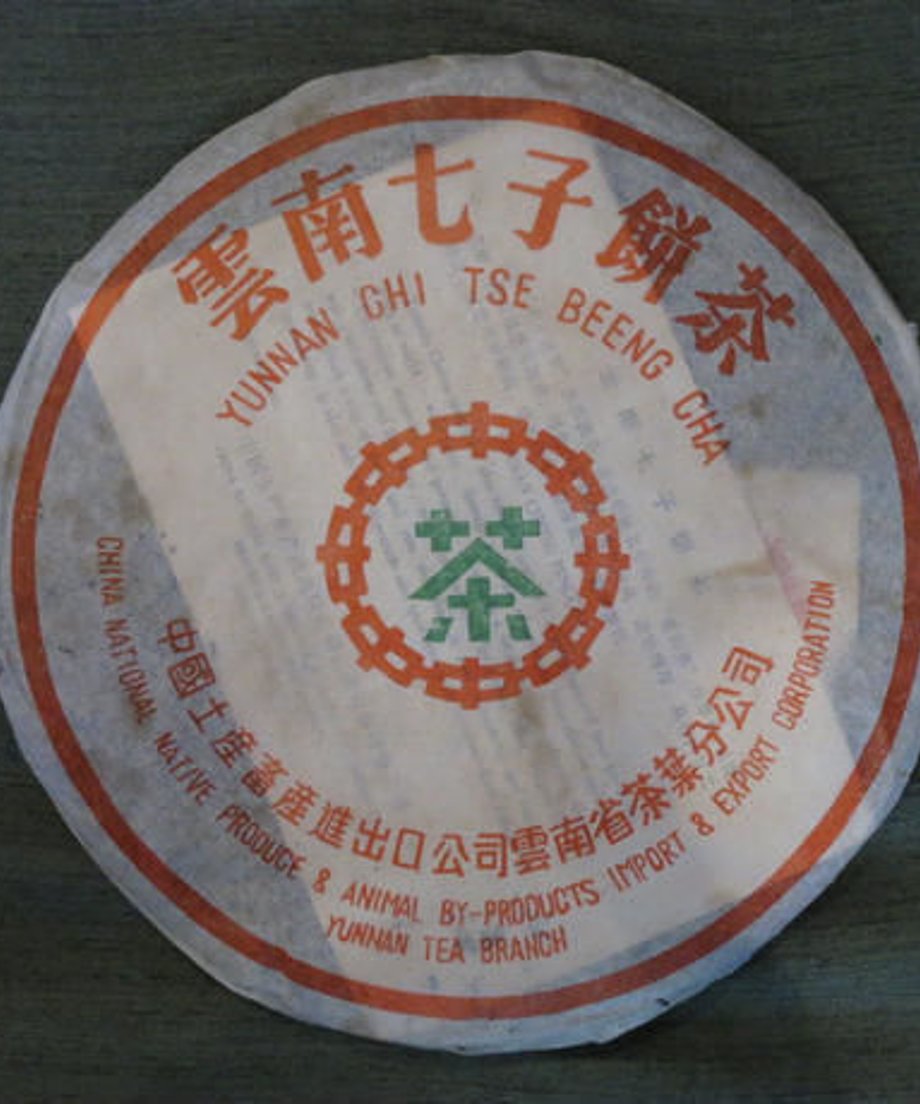 雲南七子餅茶
YUNNAN CHI TSE BEENG CHA
茶
中國土産畜産進出口公司雲南省茶葉分公司
CHINA NATIONAL NATIVE PRODUCE & ANIMAL BY-PRODUCTS IMPORT & EXPORT CORPORATION
YUNNAN TEA BRANCH